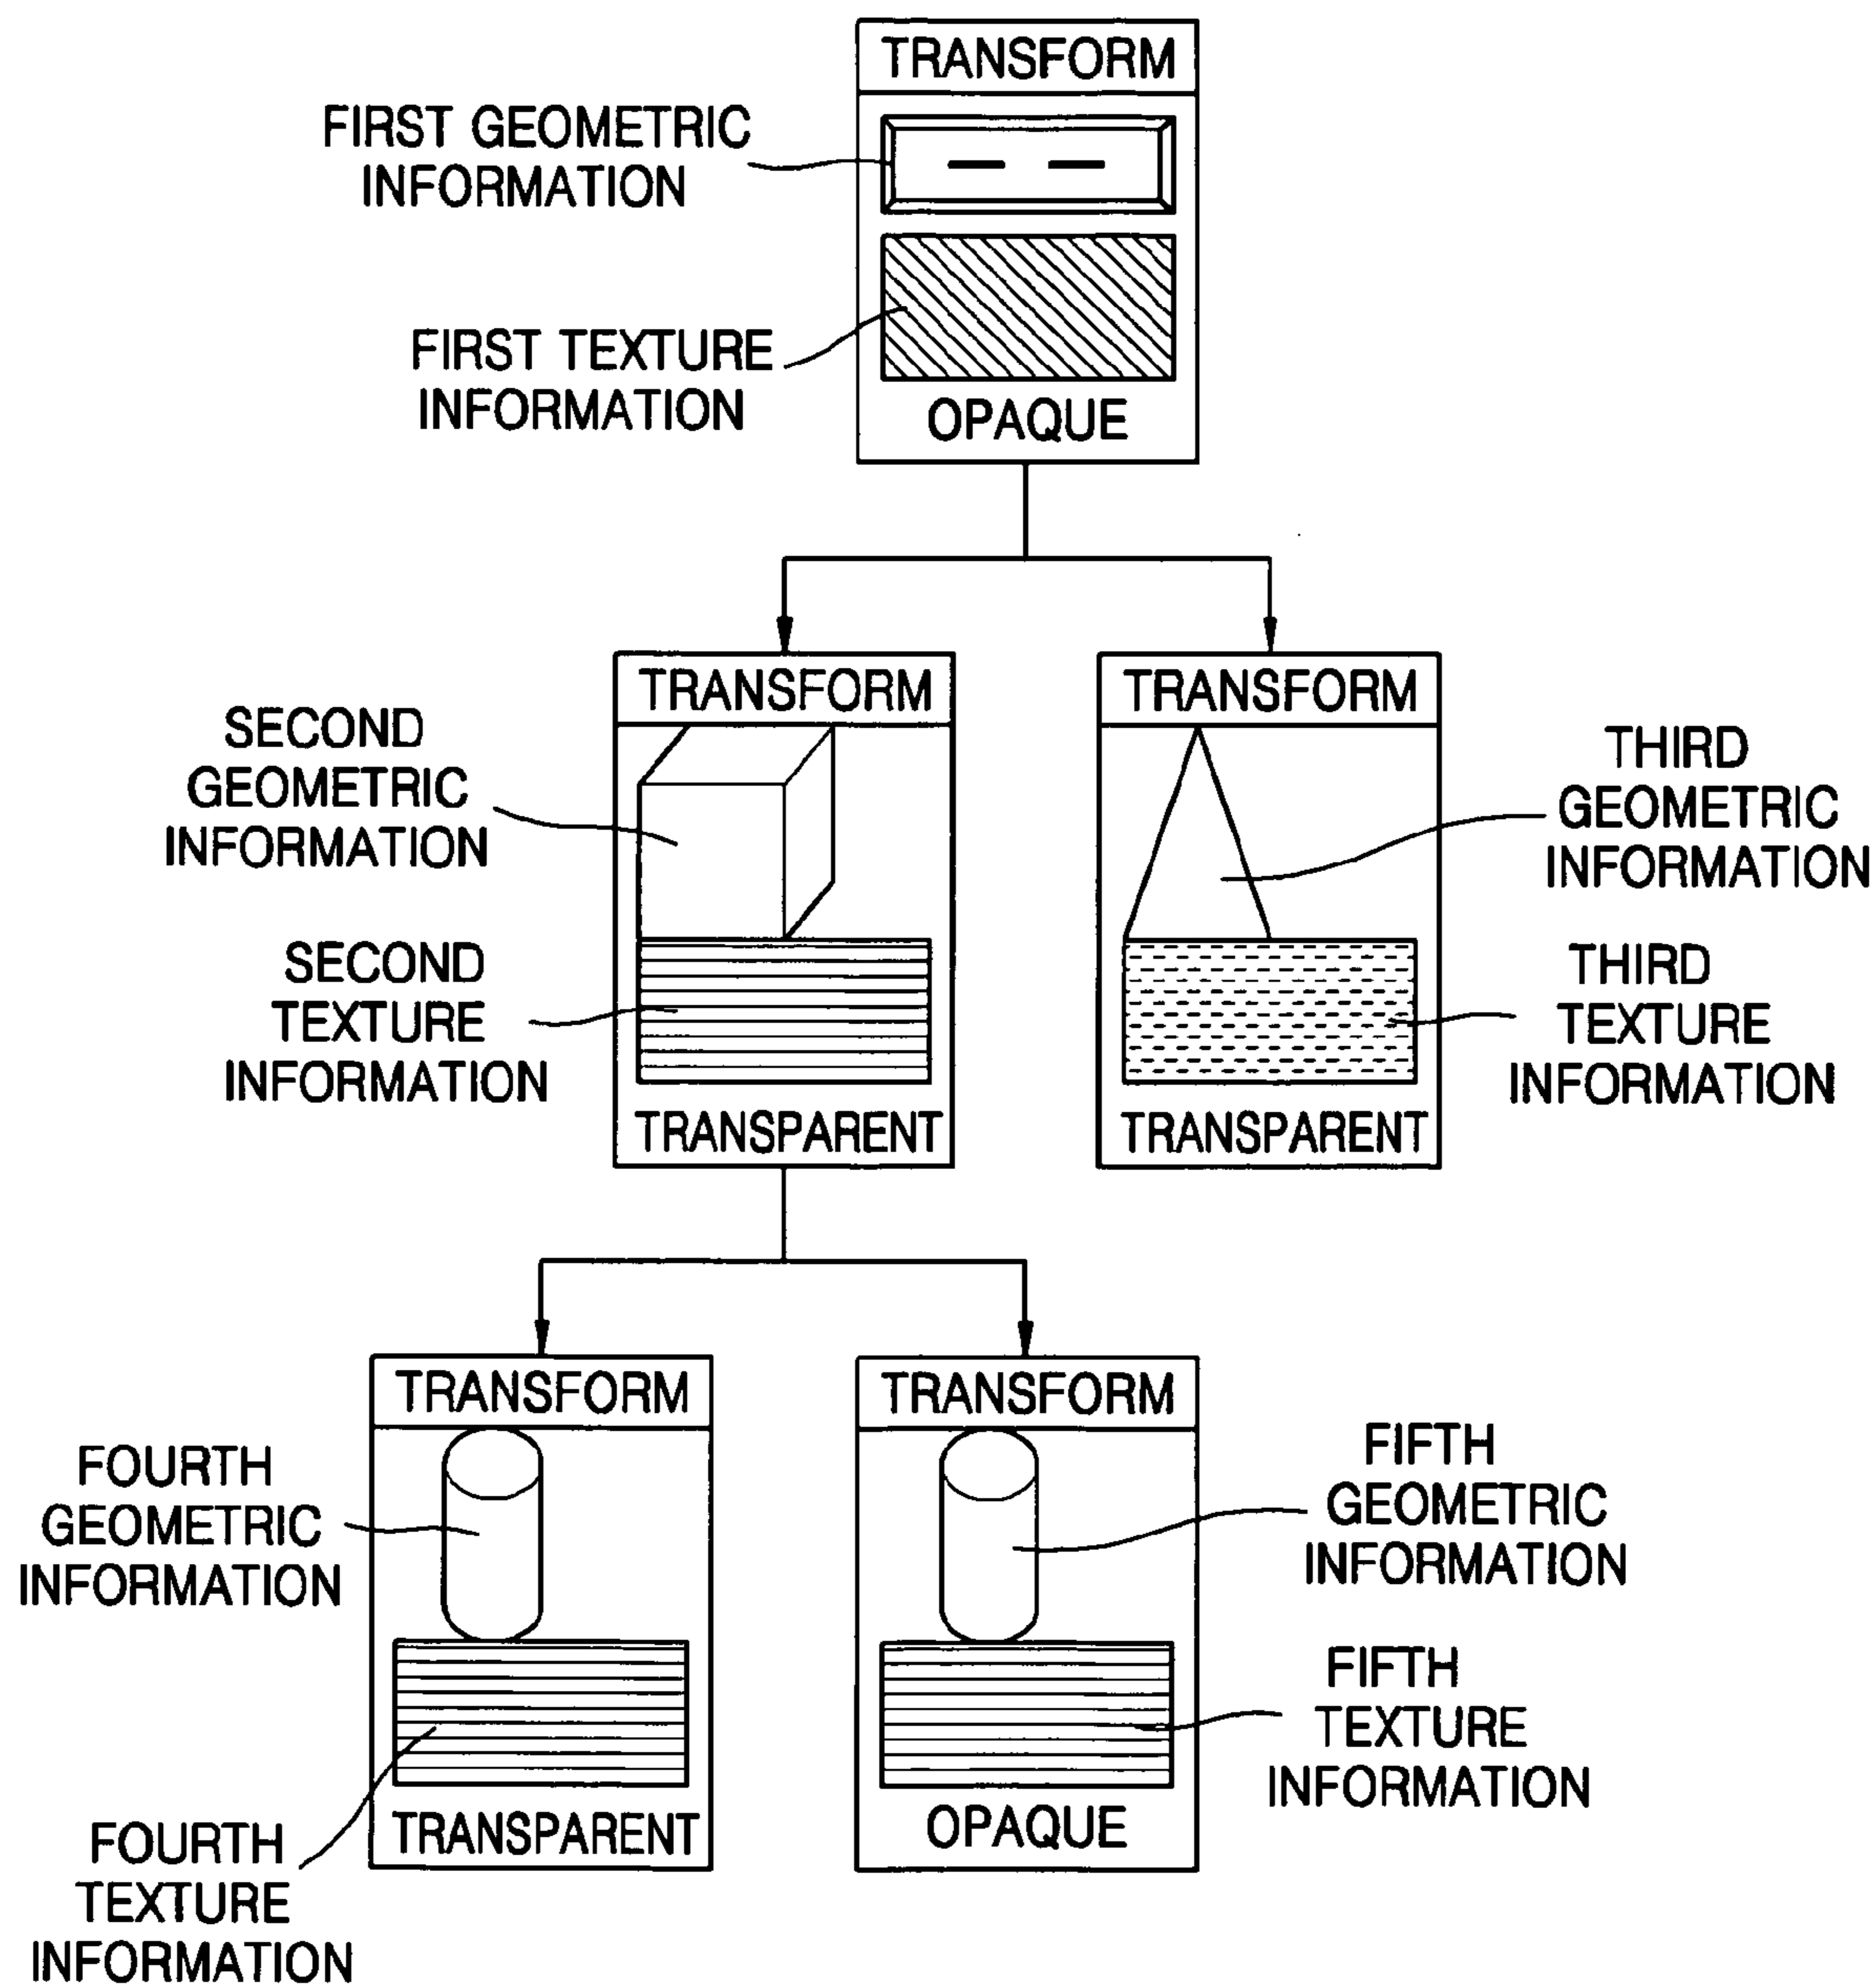 TRANSFORM
FIRST GEOMETRIC
INFORMATION
FIRST TEXTURE
INFORMATION
OPAQUE
TRANSFORM
TRANSFORM
SECOND
GEOMETRIC
INFORMATION
THIRD
GEOMETRIC
INFORMATION
SECOND
TEXTURE
INFORMATION
THIRD
TEXTURE
INFORMATION
TRANSPARENT
TRANSPARENT
TRANSFORM
TRANSFORM
FOURTH
GEOMETRIC
INFORMATION
FIFTH
GEOMETRIC
INFORMATION
FIFTH
TEXTURE
INFORMATION
TRANSPARENT
OPAQUE
FOURTH
TEXTURE
INFORMATION